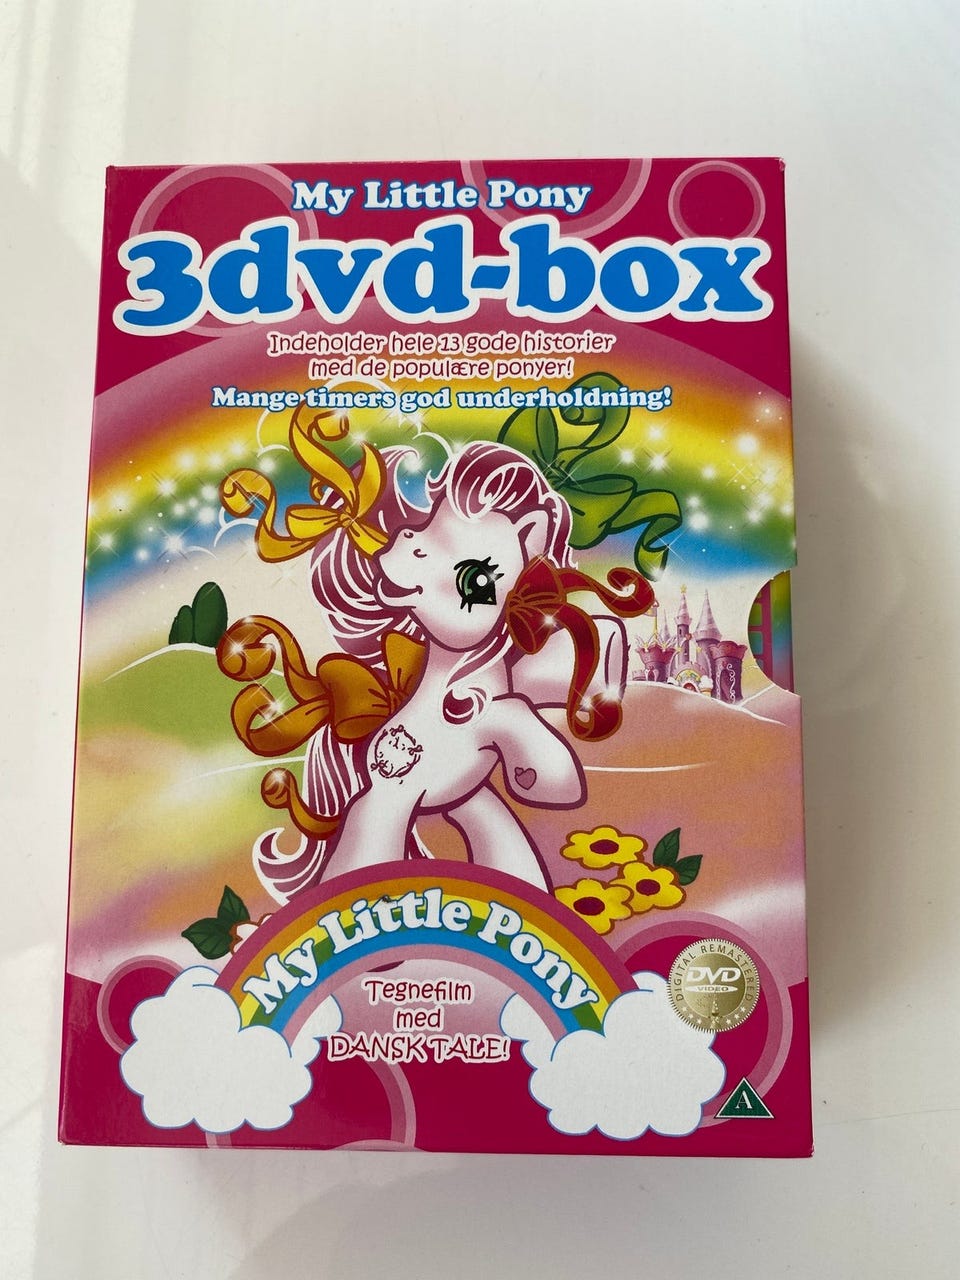 My Little Pony
3dvd-box
Indeholder hele 13 gode historier
med de populære ponyer!
Mange timers god underholdning!
My Little Pony
Tegnefilm
med
DANSK TALE!
DIGITAL REMASTERED
DVD
VIDEO
A